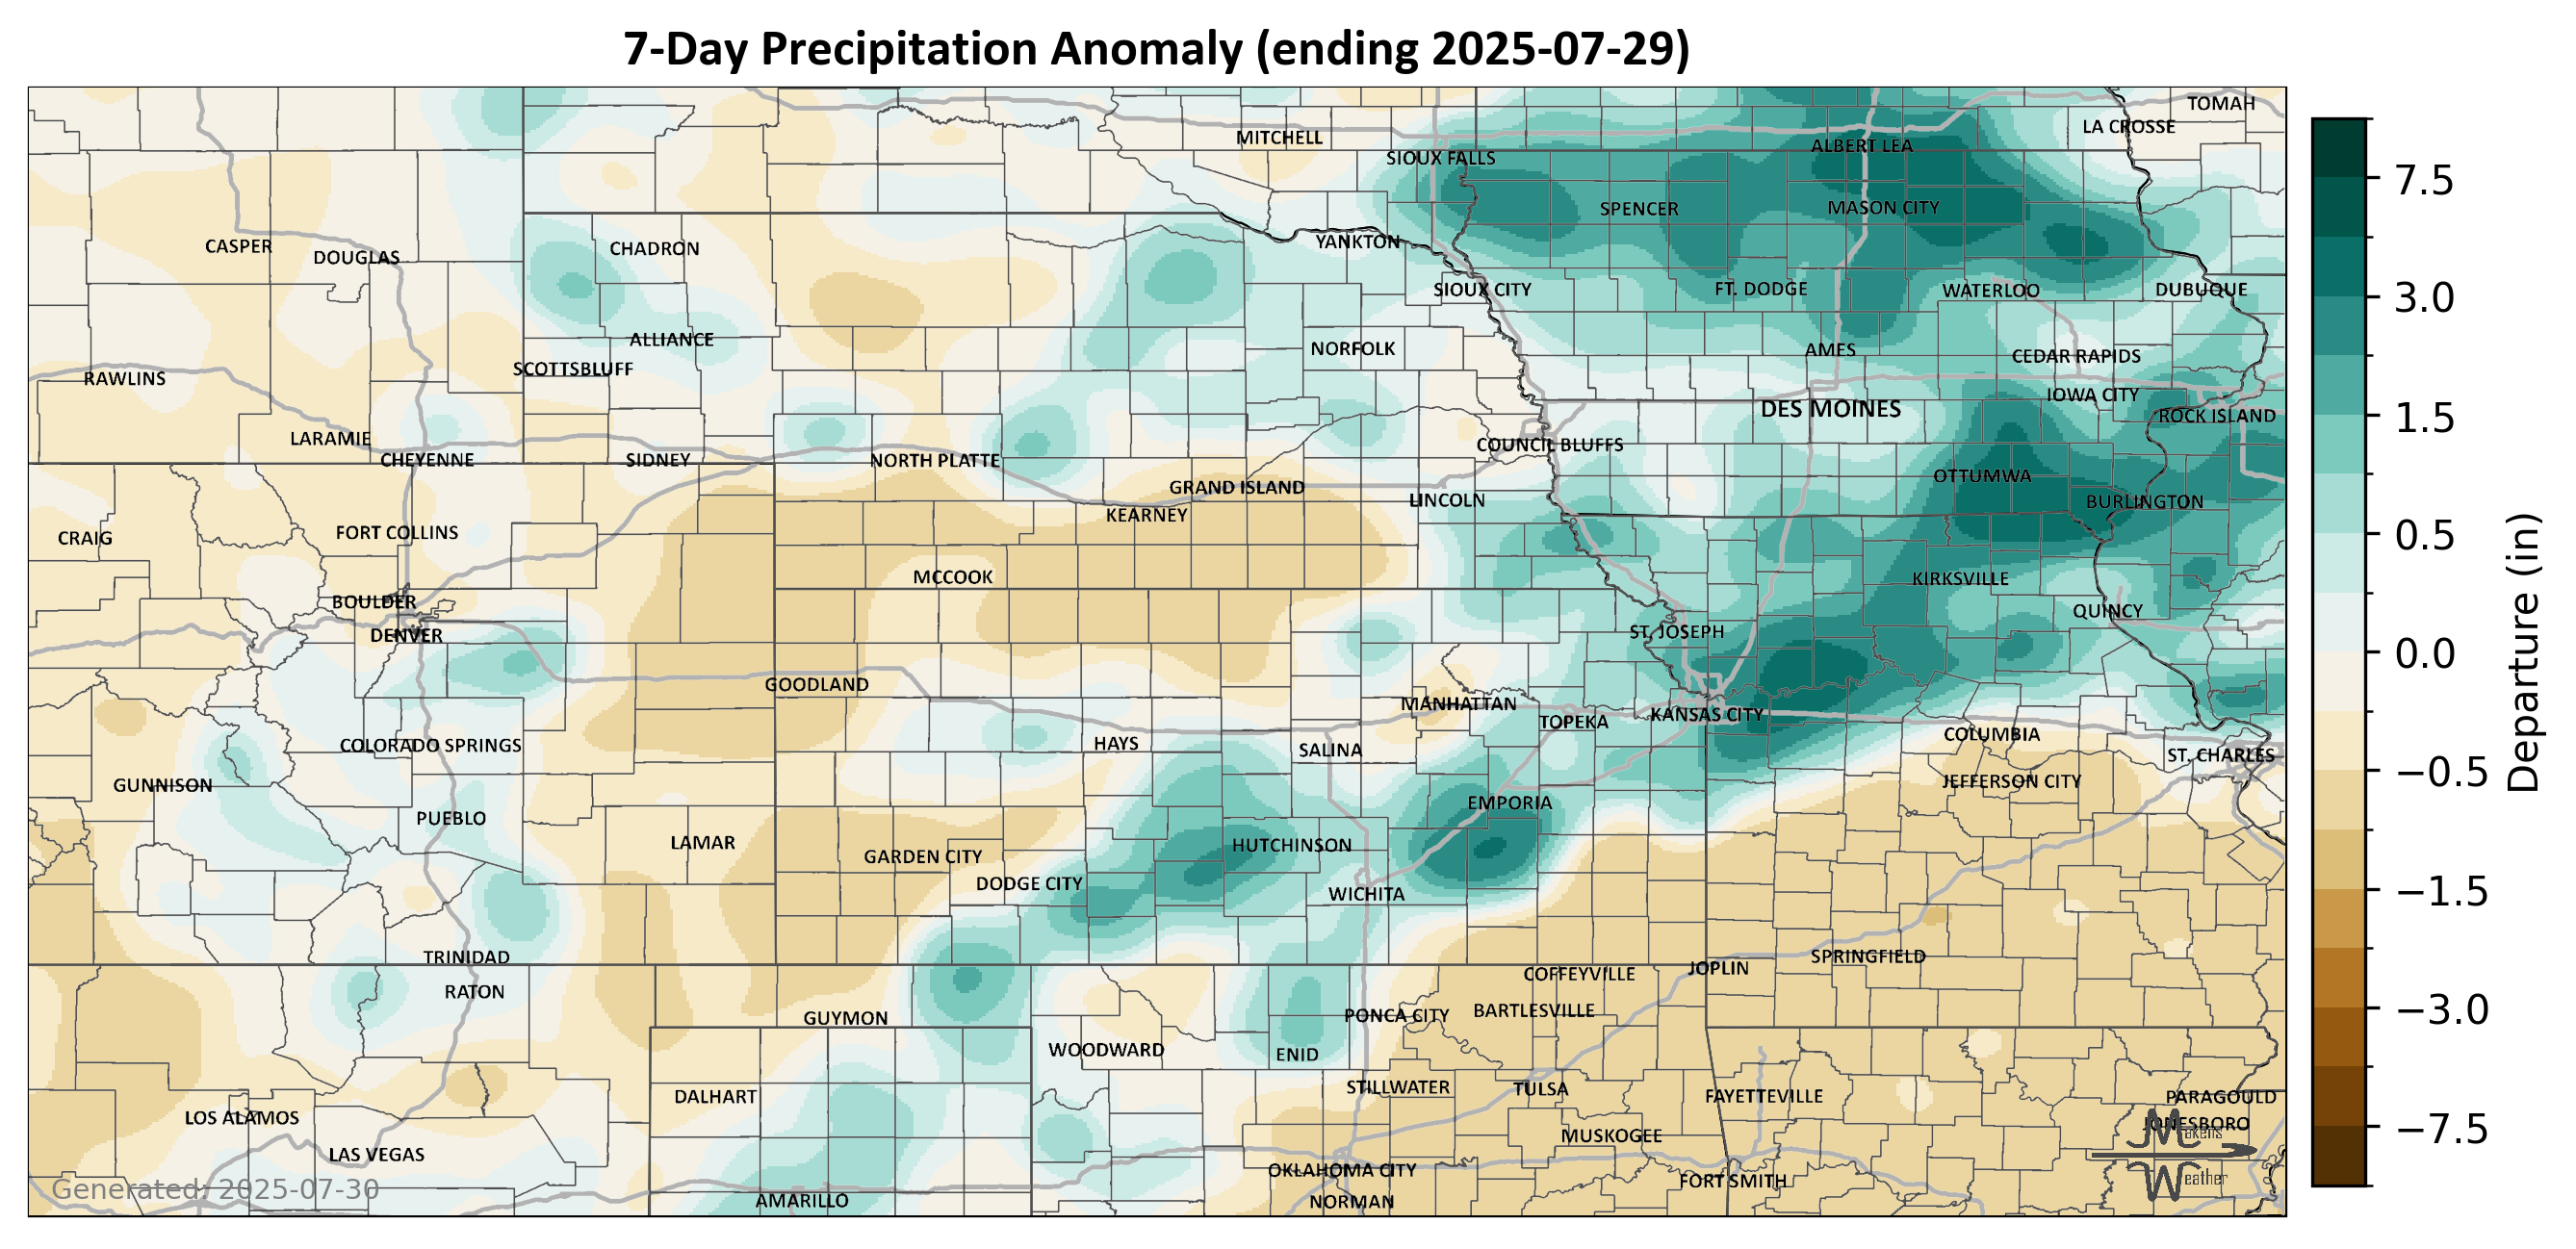 7-Day Precipitation Anomaly (ending 2025-07-29)
TOMAH
LA CROSSE
MITCHELL
ALBERT LEA
SIOUX FALLS
SPENCER
MASON CITY
YANKTON
CASPER
CHADRON
DOUGLAS
SIOUX CITY
FT. DODGE
WATERLOO
DUBUQUE
ALLIANCE
NORFOLK
AMES
CEDAR RAPIDS
SCOTTSBLUFF
RAWLINS
IOWA CITY
DES MOINES
ROCK ISLAND
LARAMIE
COUNCIL BLUFFS
CHEYENNE
SIDNEY
NORTH PLATTE
OTTUMWA
GRAND ISLAND
LINCOLN
BURLINGTON
KEARNEY
FORT COLLINS
CRAIG
MCCOOK
KIRKSVILLE
BOULDER
QUINCY
DENVER
ST. JOSEPH
GOODLAND
MANHATTAN
KANSAS CITY
TOPEKA
COLUMBIA
COLORADO SPRINGS
HAYS
SALINA
ST. CHARLES
GUNNISON
JEFFERSON CITY
EMPORIA
PUEBLO
LAMAR
HUTCHINSON
GARDEN CITY
DODGE CITY
WICHITA
TRINIDAD
SPRINGFIELD
JOPLIN
COFFEYVILLE
RATON
BARTLESVILLE
GUYMON
PONCA CITY
WOODWARD
ENID
STILLWATER
TULSA
DALHART
FAYETTEVILLE
PARAGOULD
LOS ALAMOS
JONESBORO
MUSKOGEE
LAS VEGAS
OKLAHOMA CITY
FORT SMITH
AMARILLO
NORMAN
Generated: 2025-07-30
Makens
Weather
7.5
3.0
1.5
0.5
0.0
−0.5
−1.5
−3.0
−7.5
Departure (in)